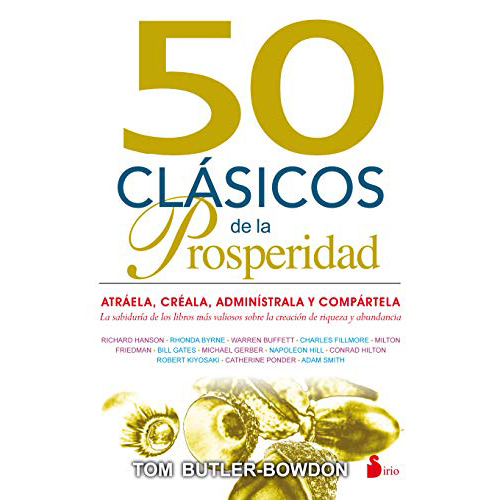 50
CLÁSICOS
de la
Prosperidad
ATRÁELA, CRÉALA, ADMINÍSTRALA Y COMPÁRTELA
La sabiduría de los libros más valiosos sobre la creación de riqueza y abundancia
RICHARD HANSON - RHONDA BYRNE - WARREN BUFFETT - CHARLES FILLMORE - MILTON
FRIEDMAN - BILL GATES - MICHAEL GERBER - NAPOLEON HILL - CONRAD HILTON
ROBERT KIYOSAKI - CATHERINE PONDER - ADAM SMITH
TOM BUTLER-BOWDON
Sirio